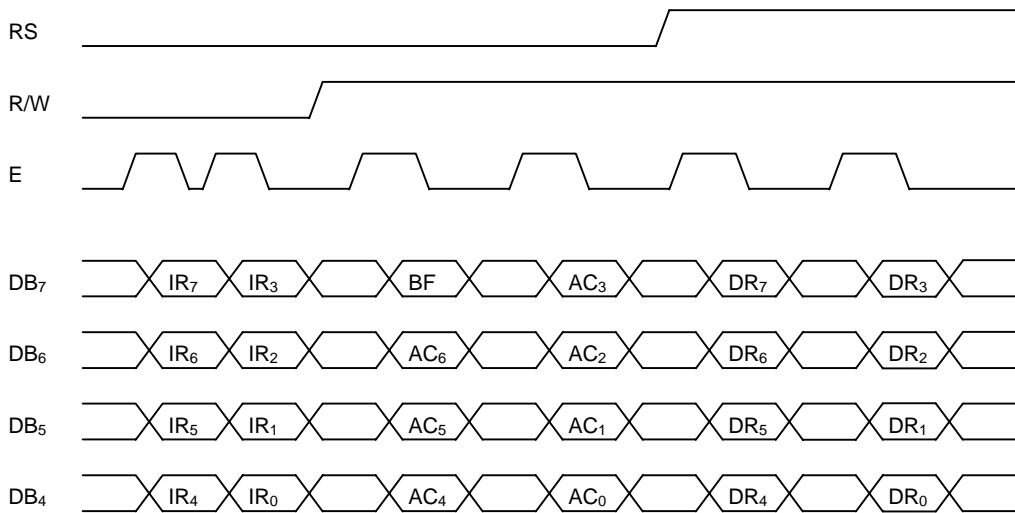 RS
R/W
E
DB₇ IR₇ IR₃ BF AC₃ DR₇ DR₃
DB₆ IR₆ IR₂ AC₆ AC₂ DR₆ DR₂
DB₅ IR₅ IR₁ AC₅ AC₁ DR₅ DR₁
DB₄ IR₄ IR₀ AC₄ AC₀ DR₄ DR₀